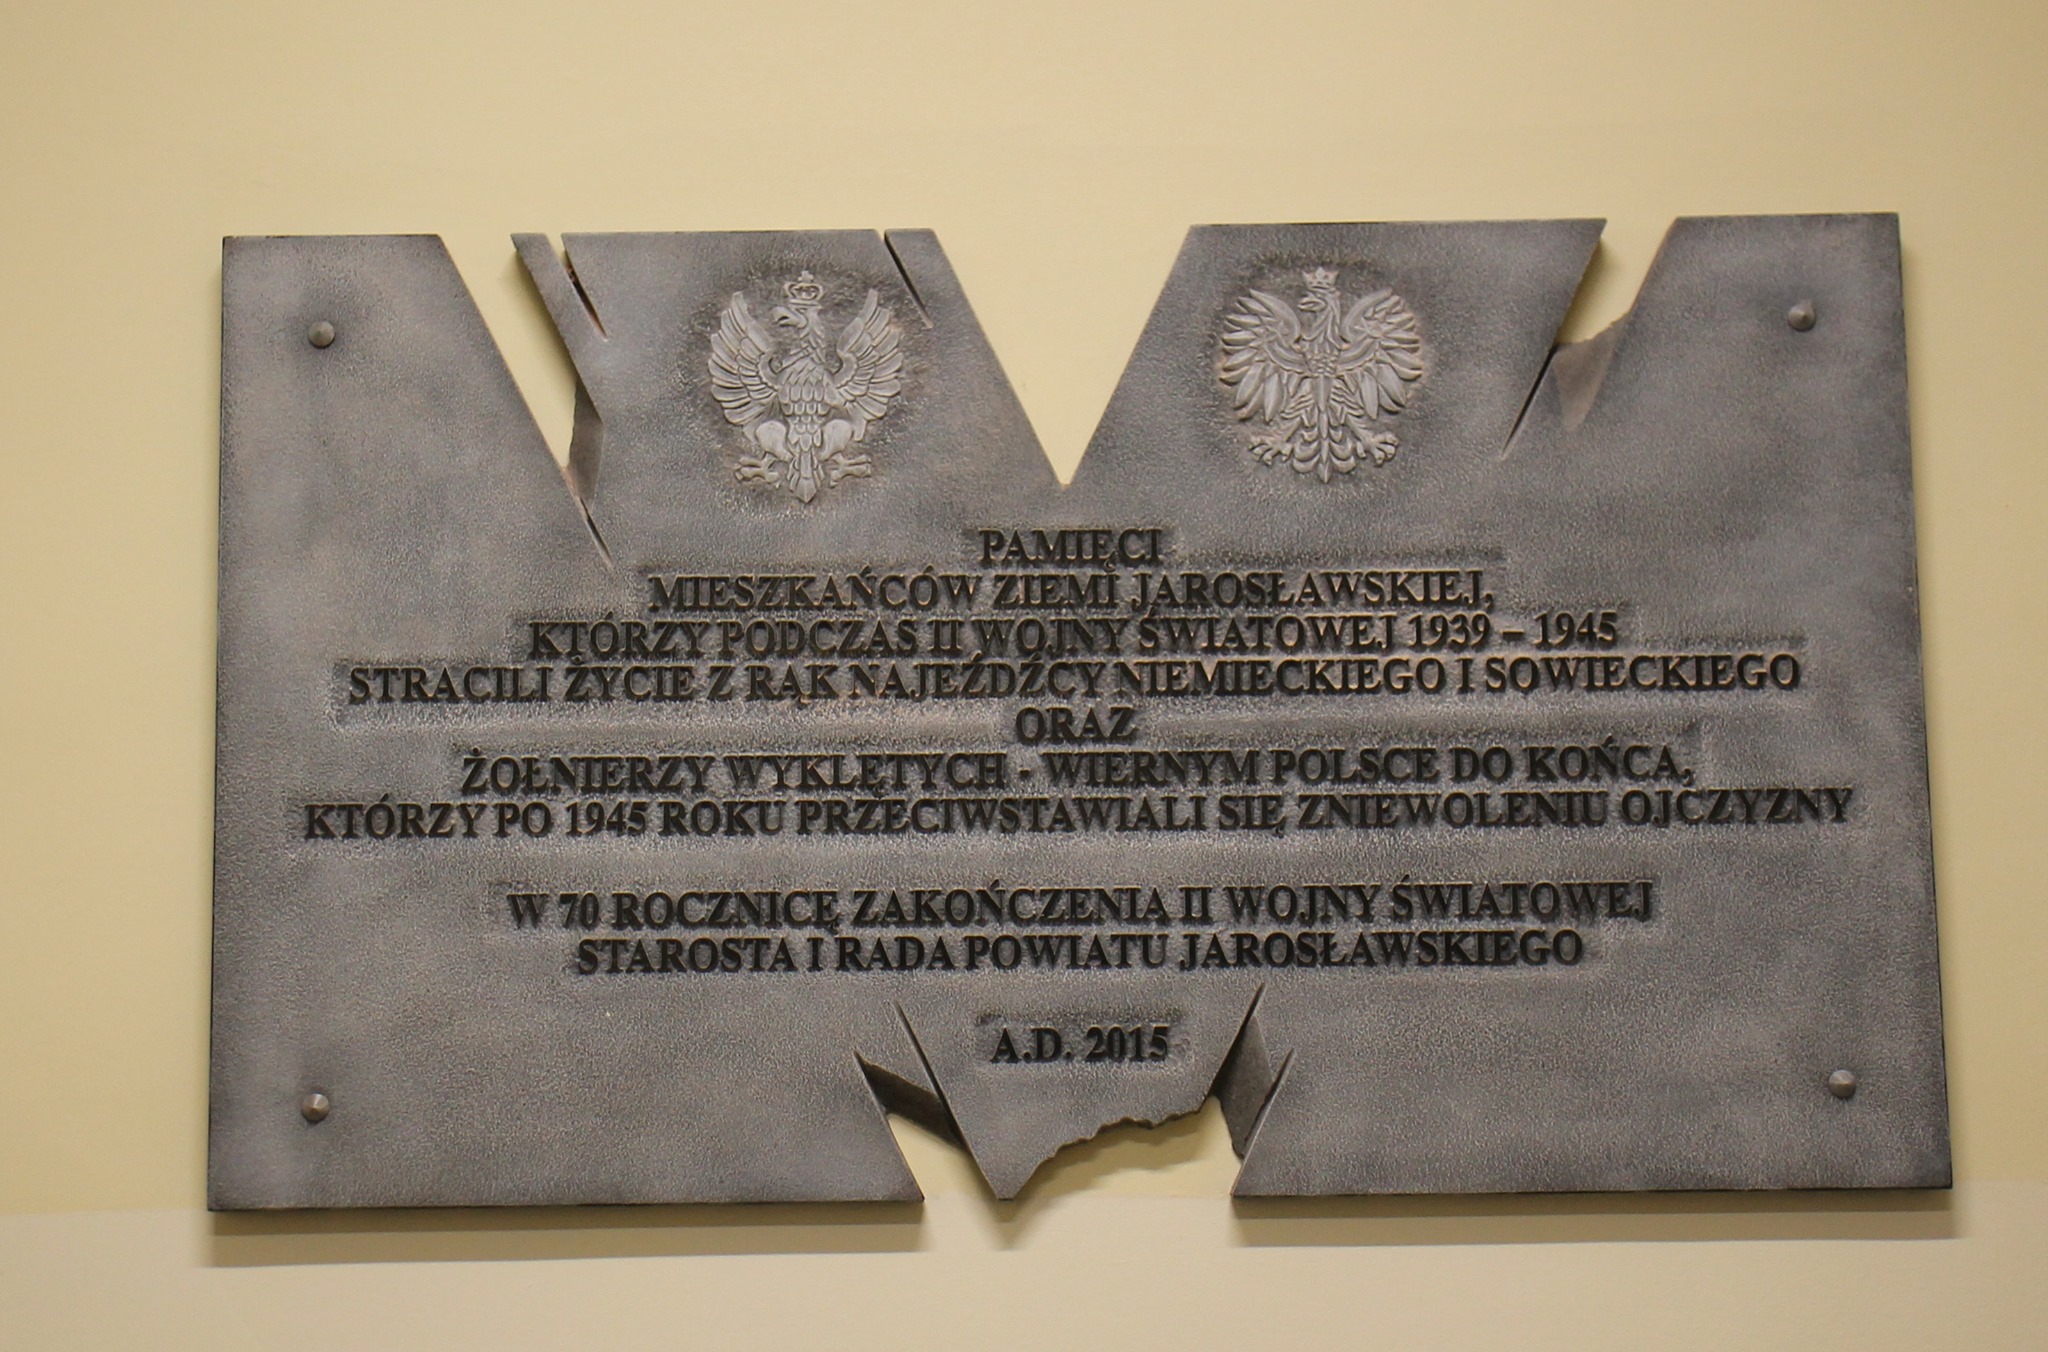 PAMIĘCI
MIESZKAŃCÓW ZIEMI JAROSŁAWSKIEJ,
KTÓRZY PODCZAS II WOJNY ŚWIATOWEJ 1939 – 1945
STRACILI ŻYCIE Z RĄK NAJEŹDŹCY NIEMIECKIEGO I SOWIECKIEGO
ORAZ
ŻOŁNIERZY WYKLĘTYCH - WIERNYM POLSCE DO KOŃCA,
KTÓRZY PO 1945 ROKU PRZECIWSTAWIALI SIĘ ZNIEWOLENIU OJCZYZNY
W 70 ROCZNICĘ ZAKOŃCZENIA II WOJNY ŚWIATOWEJ
STAROSTA I RADA POWIATU JAROSŁAWSKIEGO
A.D. 2015